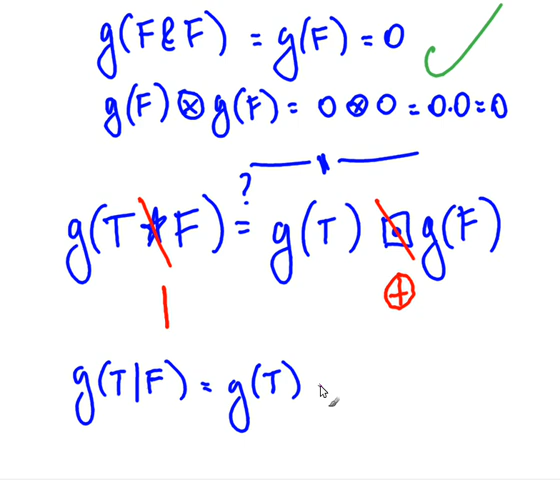 g(F&F) = g(F) = 0
g(F) ⊗ g(F) = 0 ⊗ 0 = 0.0 = 0
?
g(T ★ F) = g(T) ⊡ g(F)
| ⊕
g(T|F) = g(T)